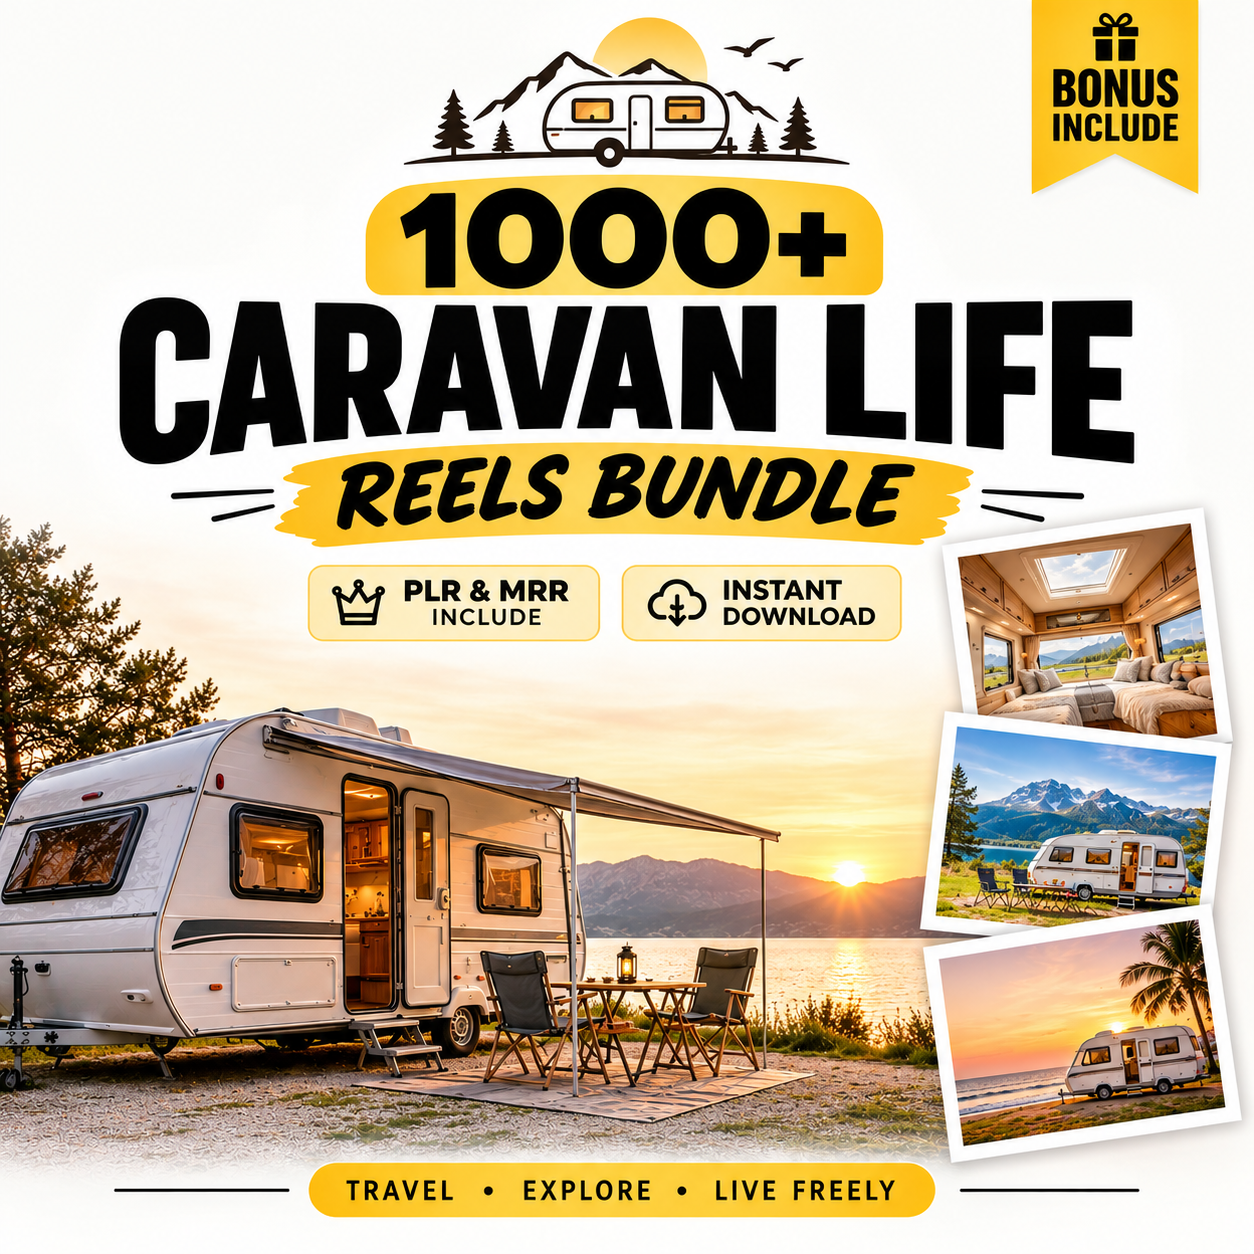 BONUS
INCLUDE
1000+
CARAVAN LIFE
REELS BUNDLE
PLR & MRR
INCLUDE
INSTANT
DOWNLOAD
TRAVEL • EXPLORE • LIVE FREELY